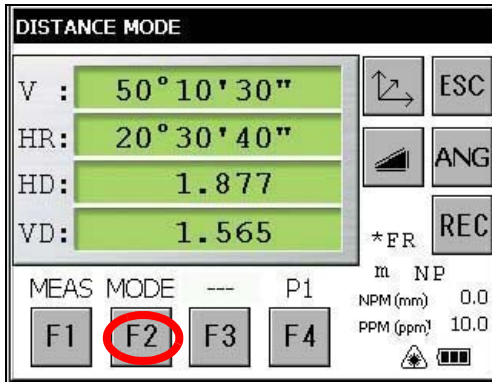 DISTANCE MODE
V : 50°10'30"
HR: 20°30'40"
HD: 1.877
VD: 1.565
ESC
ANG
REC
*FR
m NP
NPM (mm) 0.0
PPM (ppm) 10.0
MEAS MODE --- P1
F1 F2 F3 F4